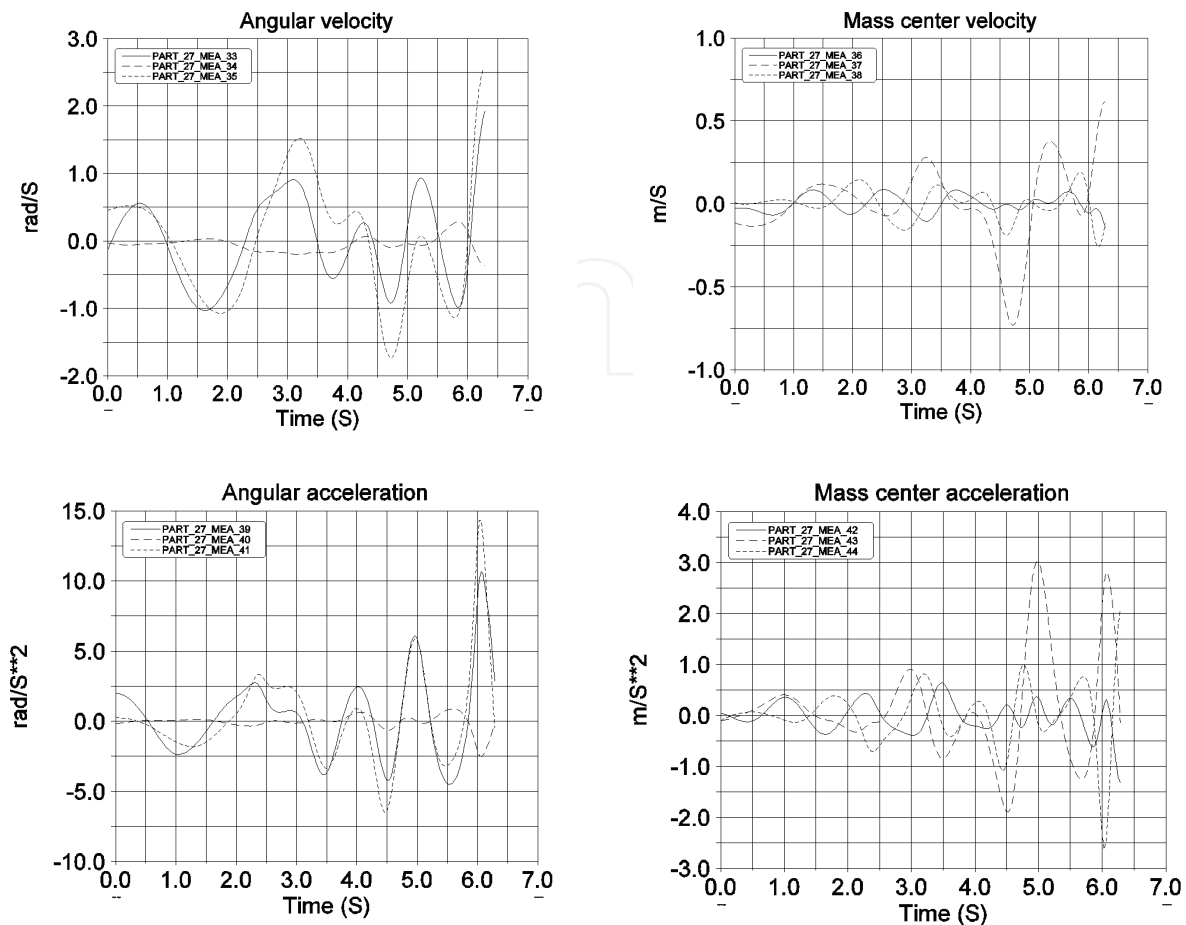 Angular velocity
3.0
2.0
1.0
0.0
-1.0
-2.0
rad/S
PART_27_MEA_33
PART_27_MEA_34
PART_27_MEA_35
0.0 1.0 2.0 3.0 4.0 5.0 6.0 7.0
Time (S)
Mass center velocity
1.0
0.5
0.0
-0.5
-1.0
m/S
PART_27_MEA_36
PART_27_MEA_37
PART_27_MEA_38
0.0 1.0 2.0 3.0 4.0 5.0 6.0 7.0
Time (S)
Angular acceleration
15.0
10.0
5.0
0.0
-5.0
-10.0
rad/S**2
PART_27_MEA_39
PART_27_MEA_40
PART_27_MEA_41
0.0 1.0 2.0 3.0 4.0 5.0 6.0 7.0
Time (S)
Mass center acceleration
4.0
3.0
2.0
1.0
0.0
-1.0
-2.0
-3.0
m/S**2
PART_27_MEA_42
PART_27_MEA_43
PART_27_MEA_44
0.0 1.0 2.0 3.0 4.0 5.0 6.0 7.0
Time (S)